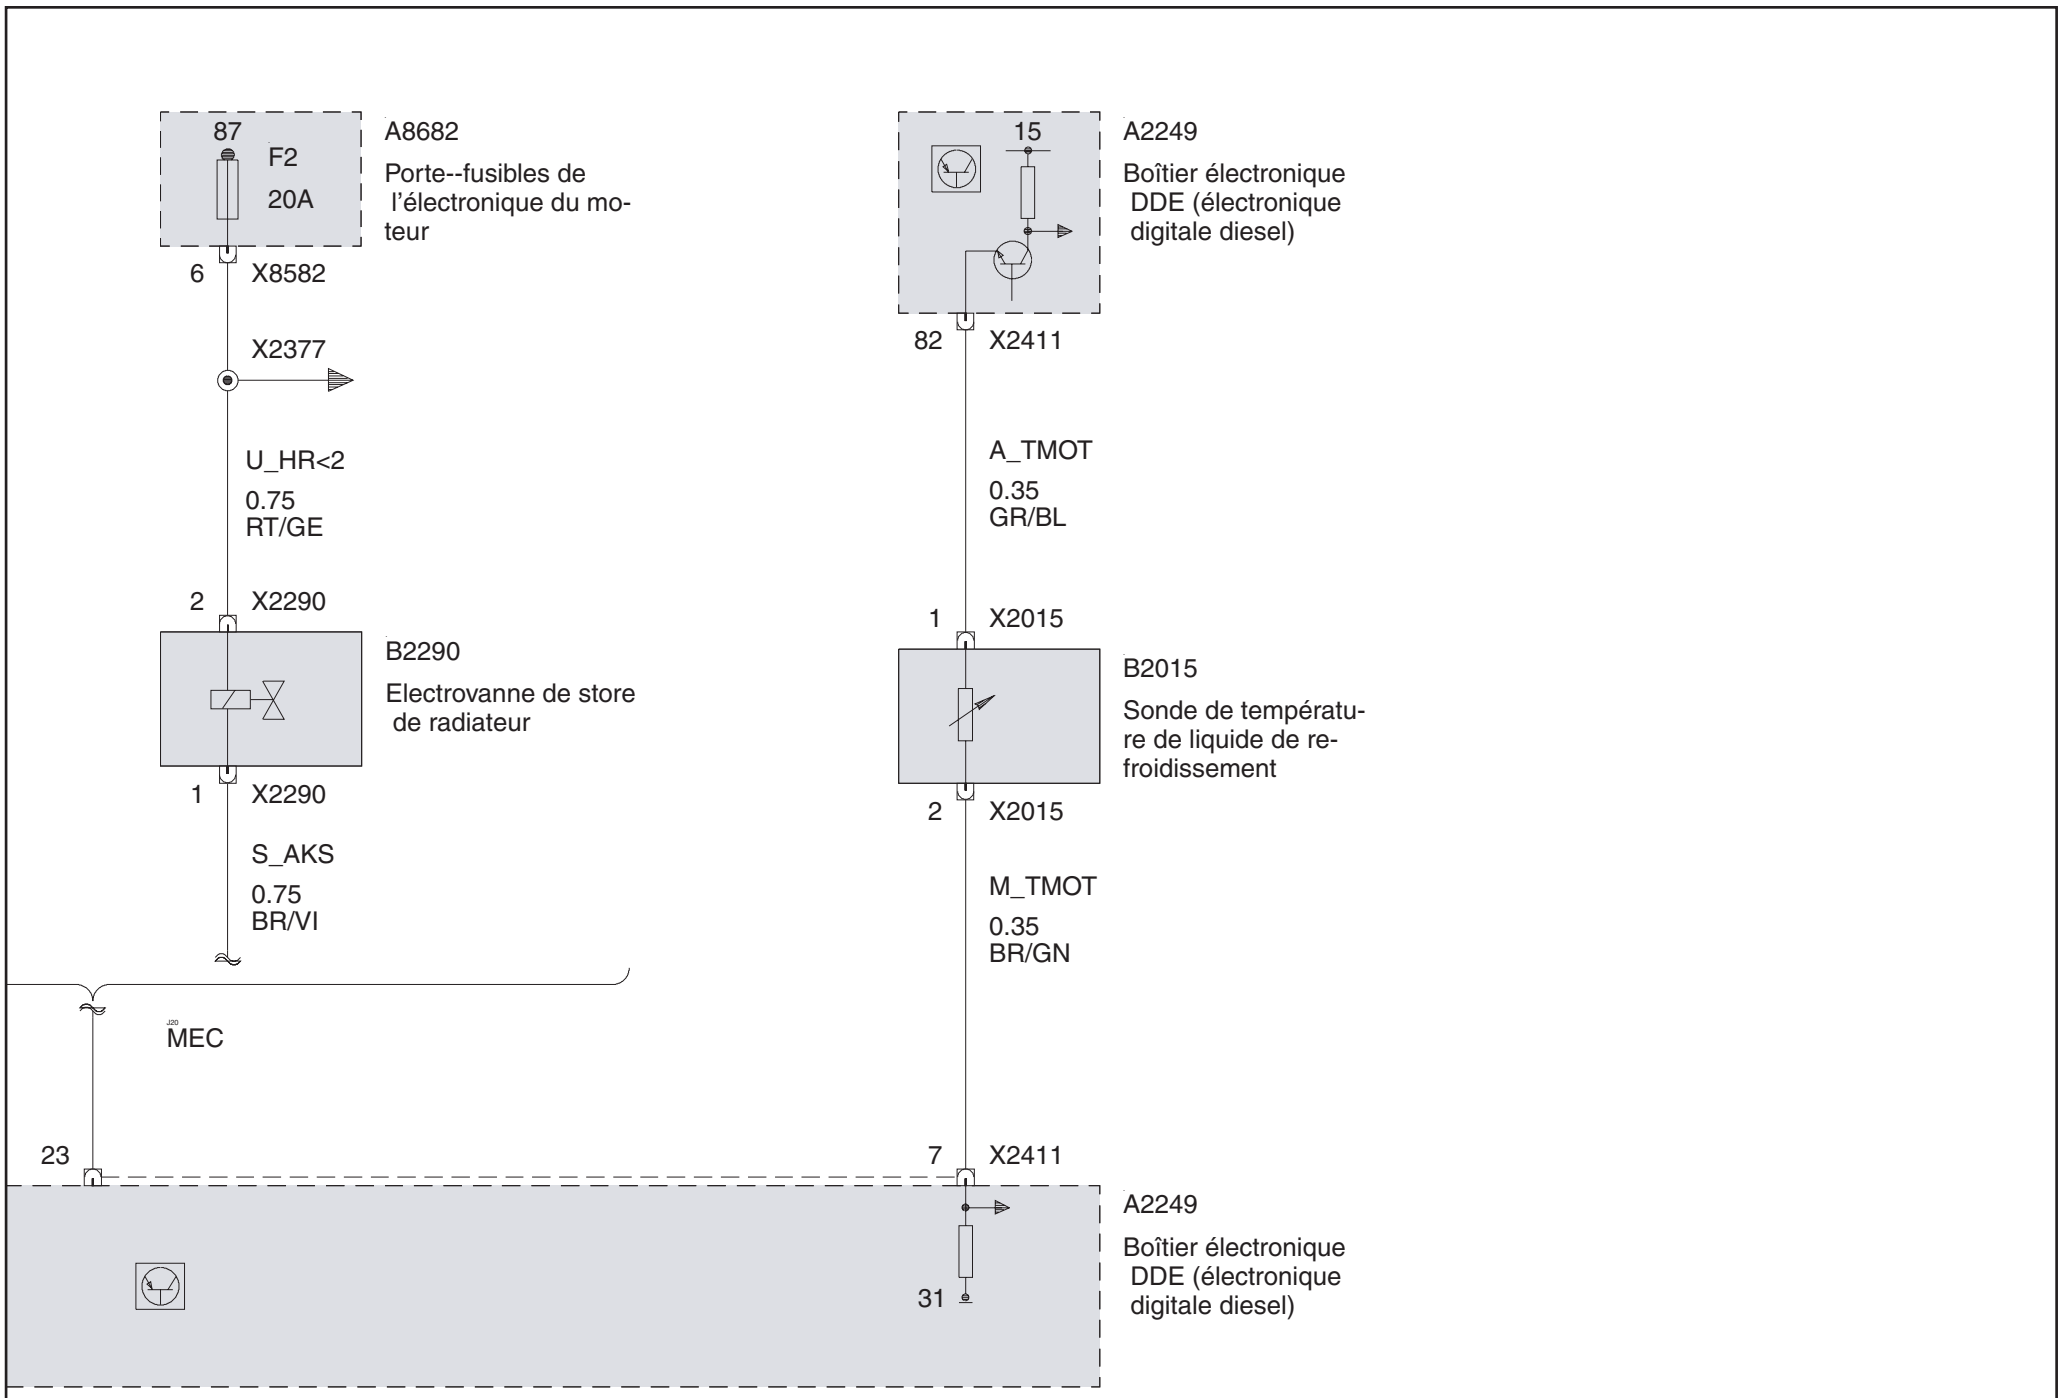 87
F2
20A
A8682
Porte--fusibles de
l'électronique du mo-
teur
6 X8582
X2377
U_HR<2
0.75
RT/GE
2 X2290
B2290
Electrovanne de store
de radiateur
1 X2290
S_AKS
0.75
BR/VI
J20
MEC
23
15
A2249
Boîtier électronique
DDE (électronique
digitale diesel)
82 X2411
A_TMOT
0.35
GR/BL
1 X2015
B2015
Sonde de températu-
re de liquide de re-
froidissement
2 X2015
M_TMOT
0.35
BR/GN
7 X2411
A2249
Boîtier électronique
DDE (électronique
digitale diesel)
31